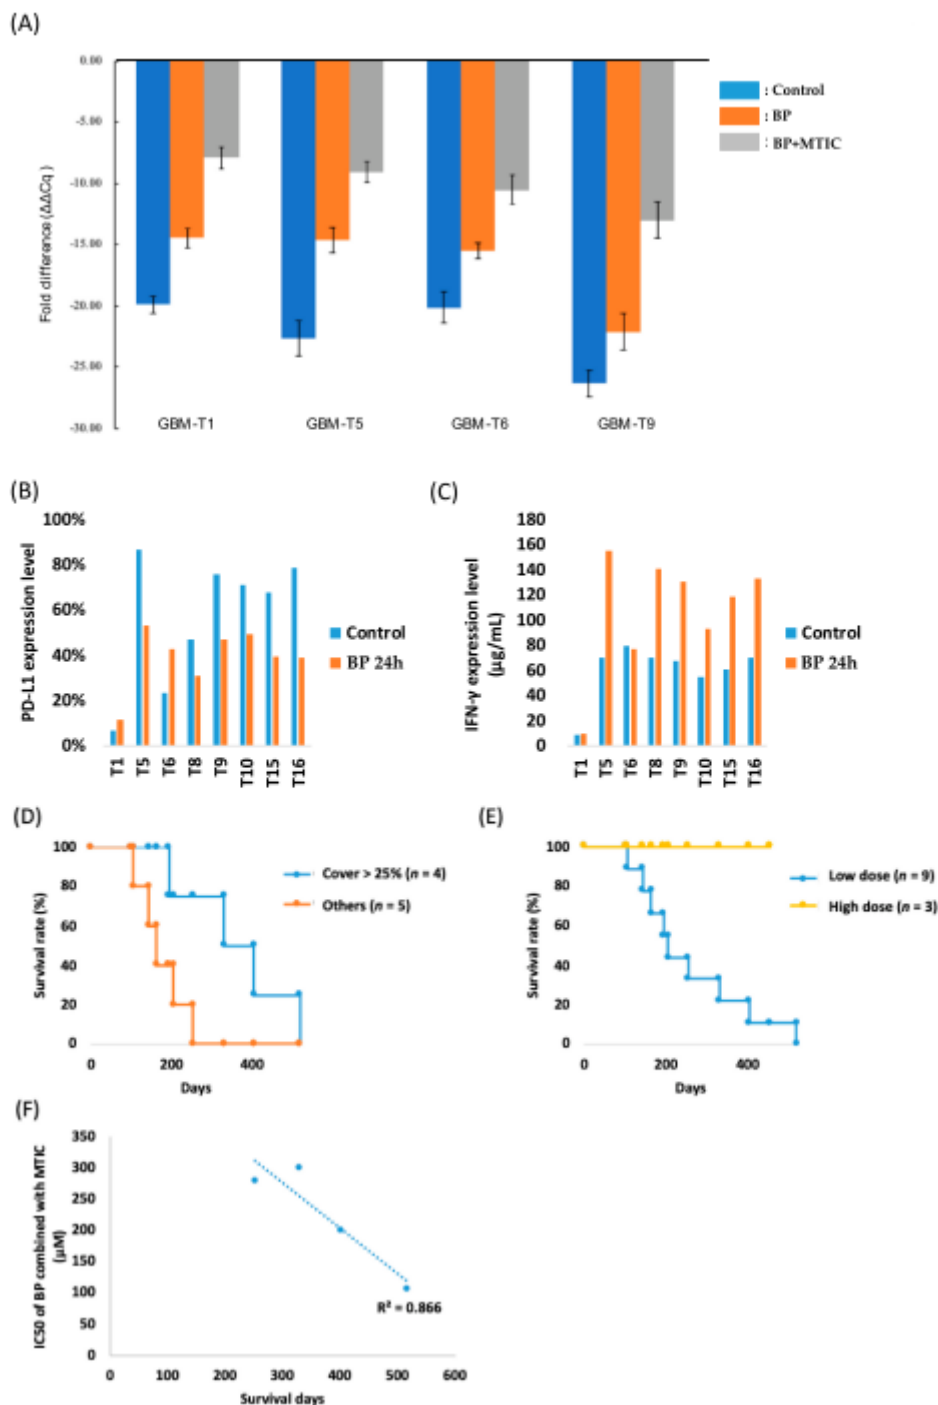 (A)
0.00
-5.00
-10.00
-15.00
-20.00
-25.00
-30.00
Fold difference (ΔΔCq )
GBM-T1
GBM-T5
GBM-T6
GBM-T9
: Control
: BP
: BP+MTIC
(B)
100%
80%
60%
40%
20%
0%
PD-L1 expression level
T1
T5
T6
T8
T9
T10
T15
T16
Control
BP 24h
(C)
180
160
140
120
100
80
60
40
20
0
IFN-γ expression level
(µg/mL)
T1
T5
T6
T8
T9
T10
T15
T16
Control
BP 24h
(D)
100
80
60
40
20
0
Survival rate (%)
0
200
400
Days
Cover > 25% (n = 4)
Others (n = 5)
(E)
100
80
60
40
20
0
Survival rate (%)
0
200
400
Days
Low dose (n = 9)
High dose (n = 3)
(F)
350
300
250
200
150
100
50
0
IC50 of BP combined with MTIC
(µM)
R² = 0.866
0
100
200
300
400
500
600
Survival days